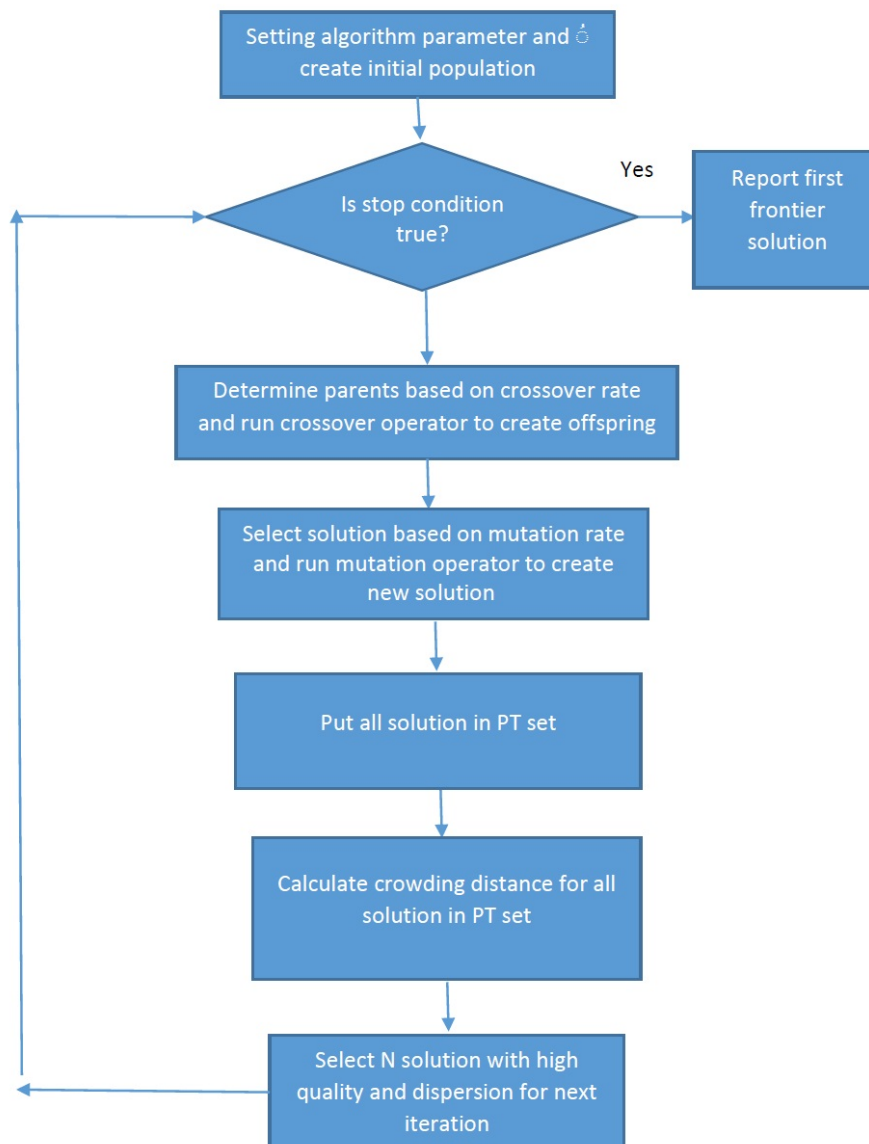 Setting algorithm parameter and
create initial population
Is stop condition
true?
Yes
Report first
frontier
solution
Determine parents based on crossover rate
and run crossover operator to create offspring
Select solution based on mutation rate
and run mutation operator to create
new solution
Put all solution in PT set
Calculate crowding distance for all
solution in PT set
Select N solution with high
quality and dispersion for next
iteration